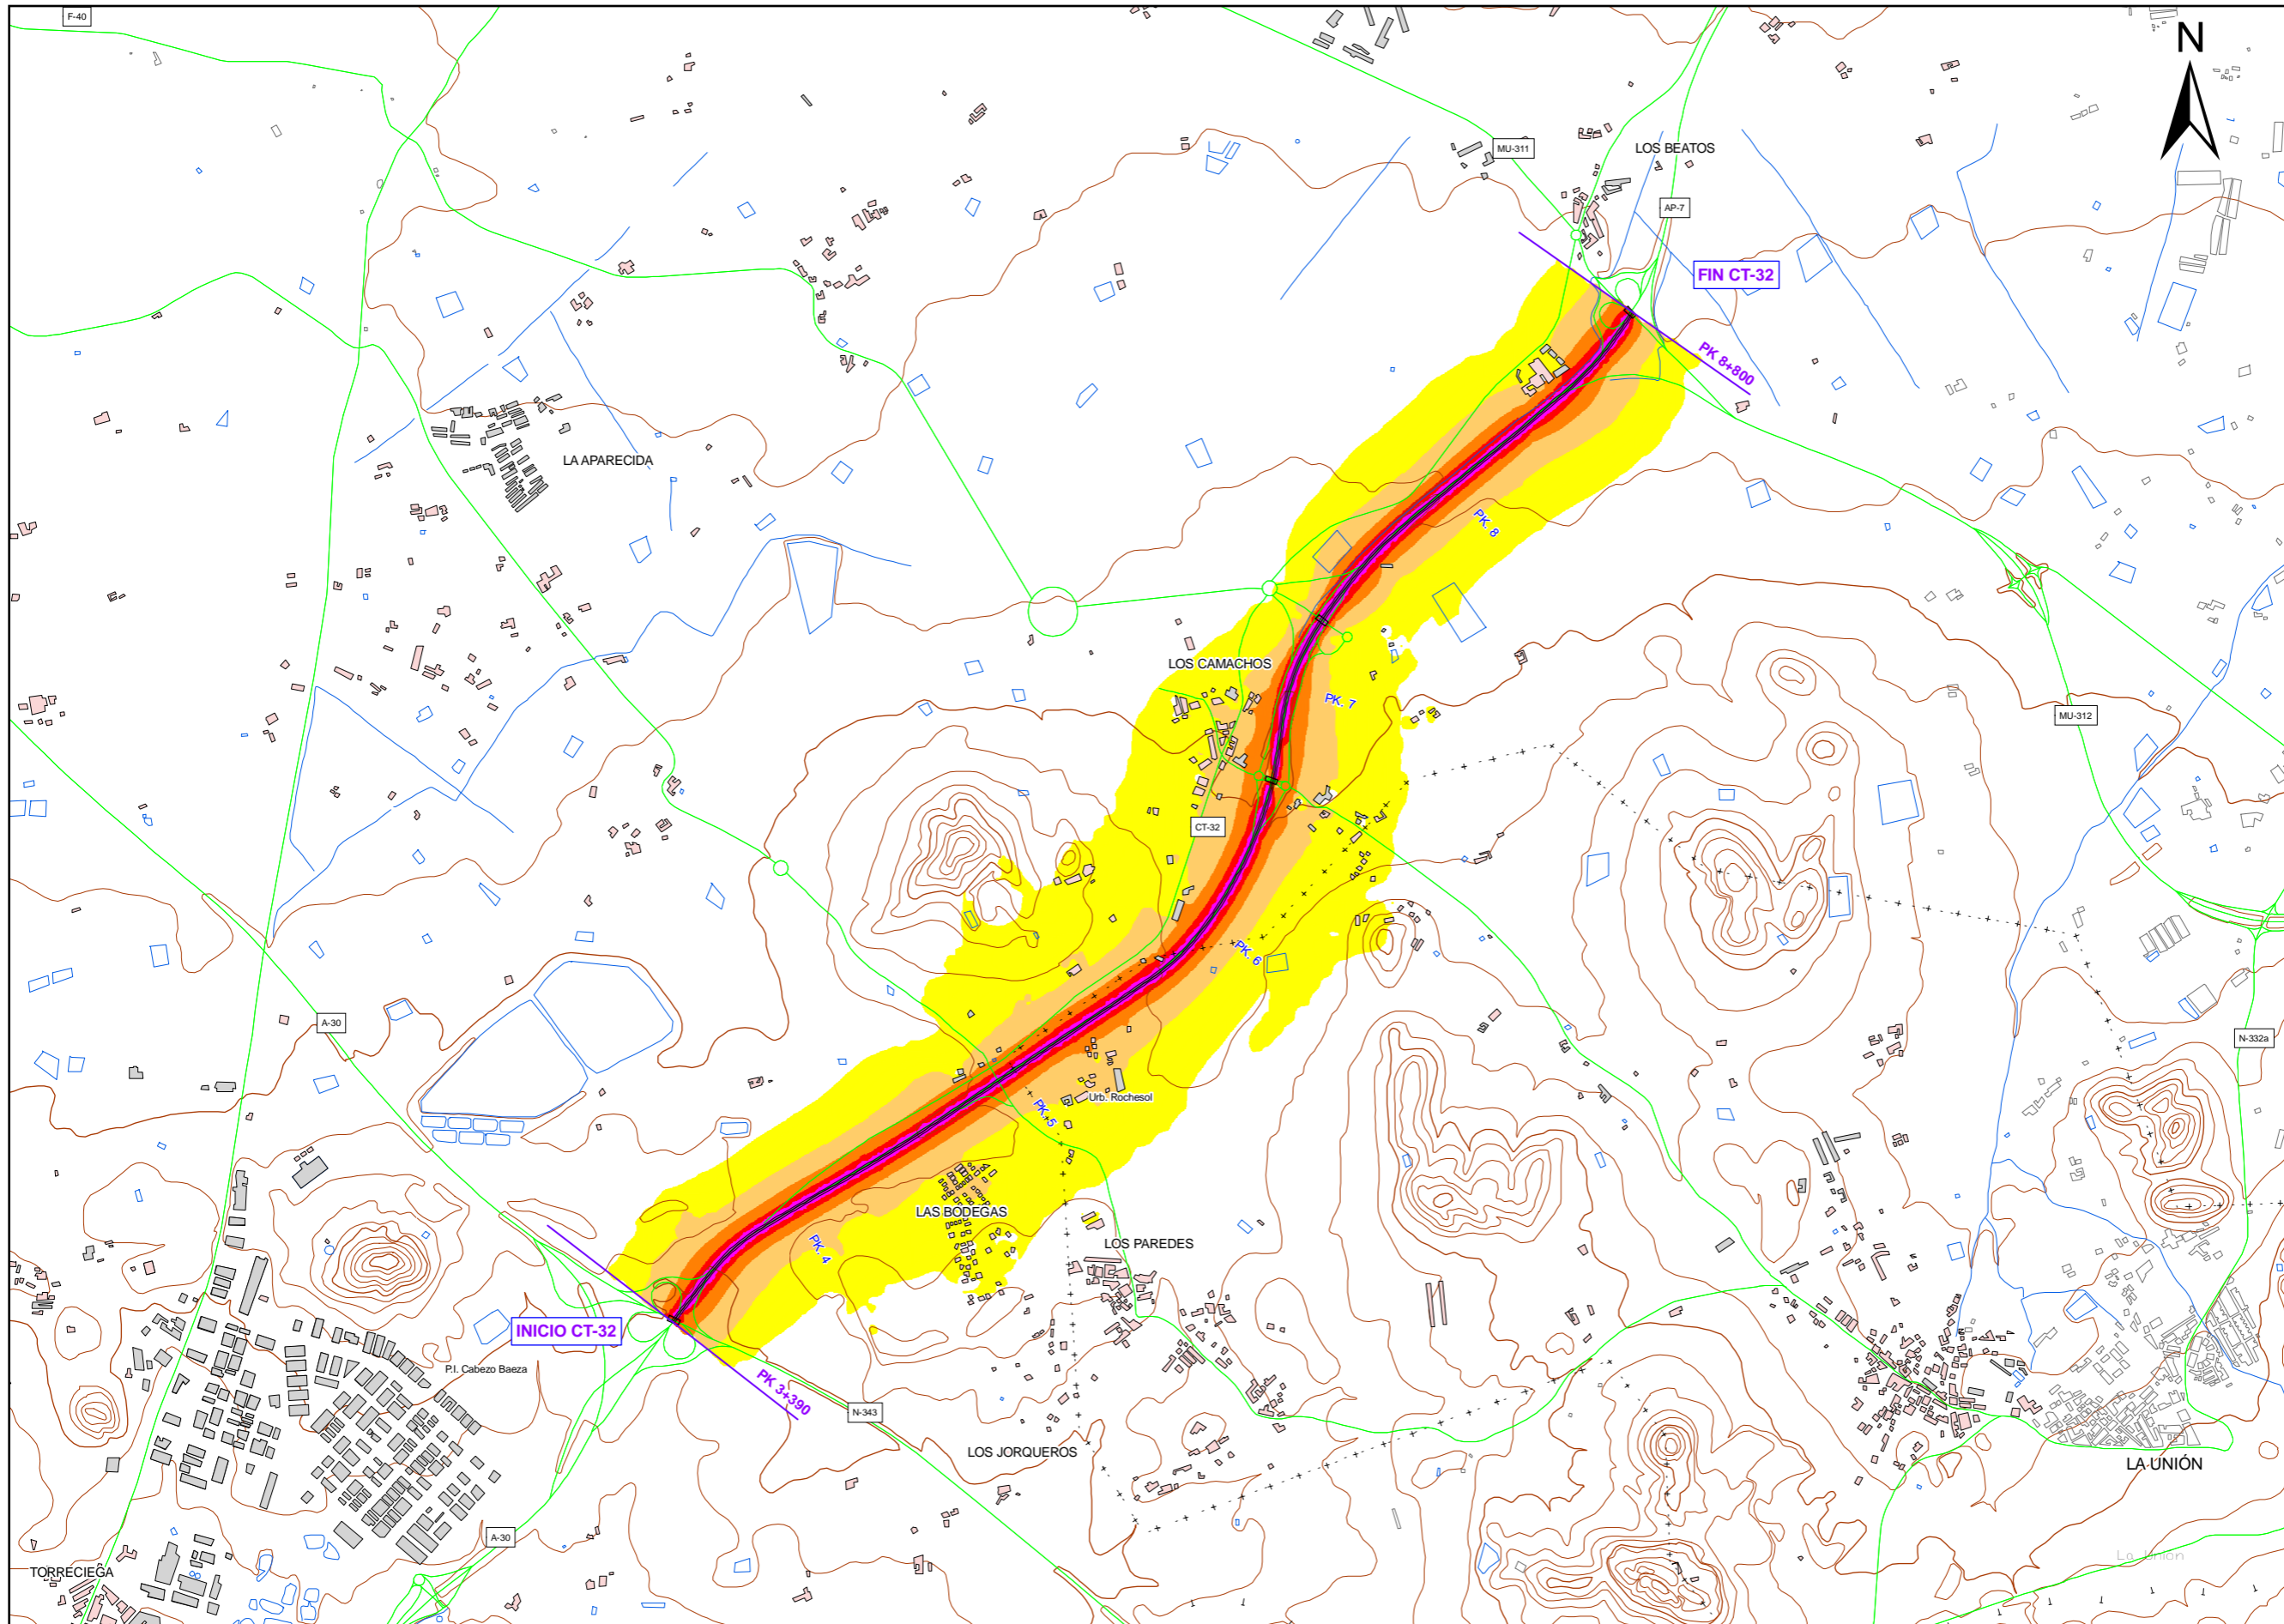 F-40
N
MU-311
LOS BEATOS
AP-7
FIN CT-32
PK 8+800
LA APARECIDA
PK. 8
LOS CAMACHOS
PK. 7
MU-312
CT-32
PK. 6
A-30
N-332a
PK. 5
Urb. Rochesol
LAS BODEGAS
PK. 4
LOS PAREDES
INICIO CT-32
P.I. Cabezo Baeza
PK 3+390
N-343
LOS JORQUEROS
LA UNIÓN
A-30
La Unión
TORRECIEGA